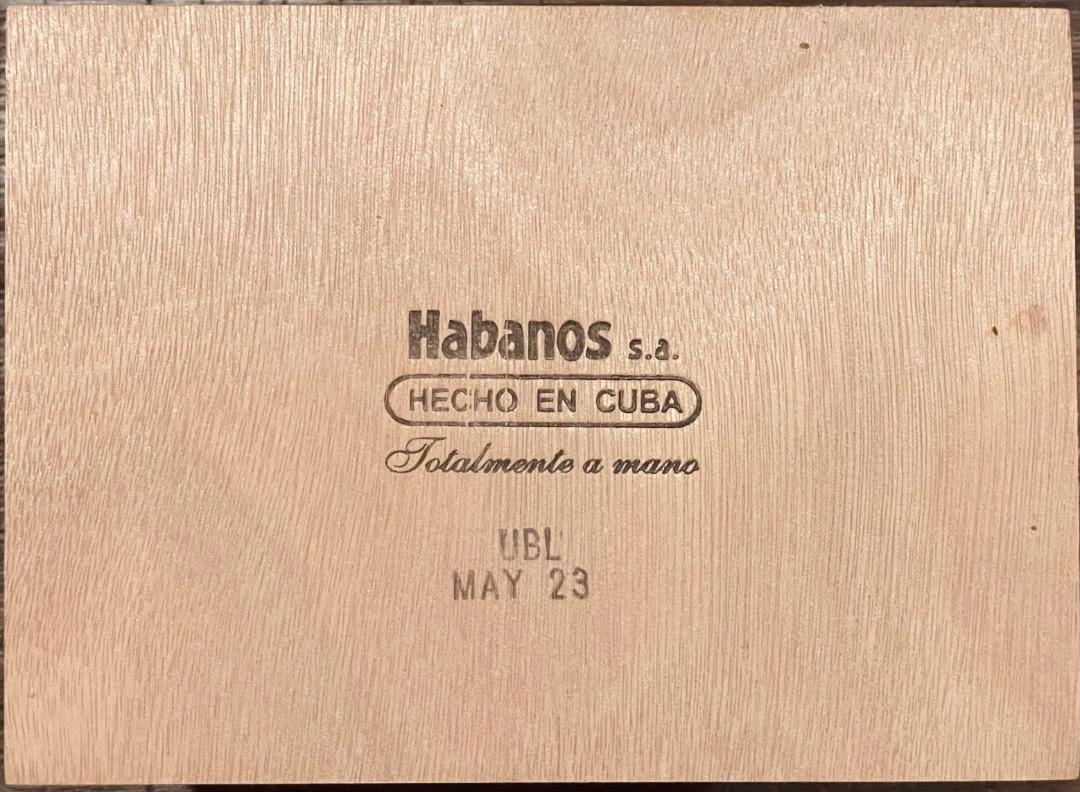 Habanos s.a.
HECHO EN CUBA
Totalmente a mano
UBL
MAY 23